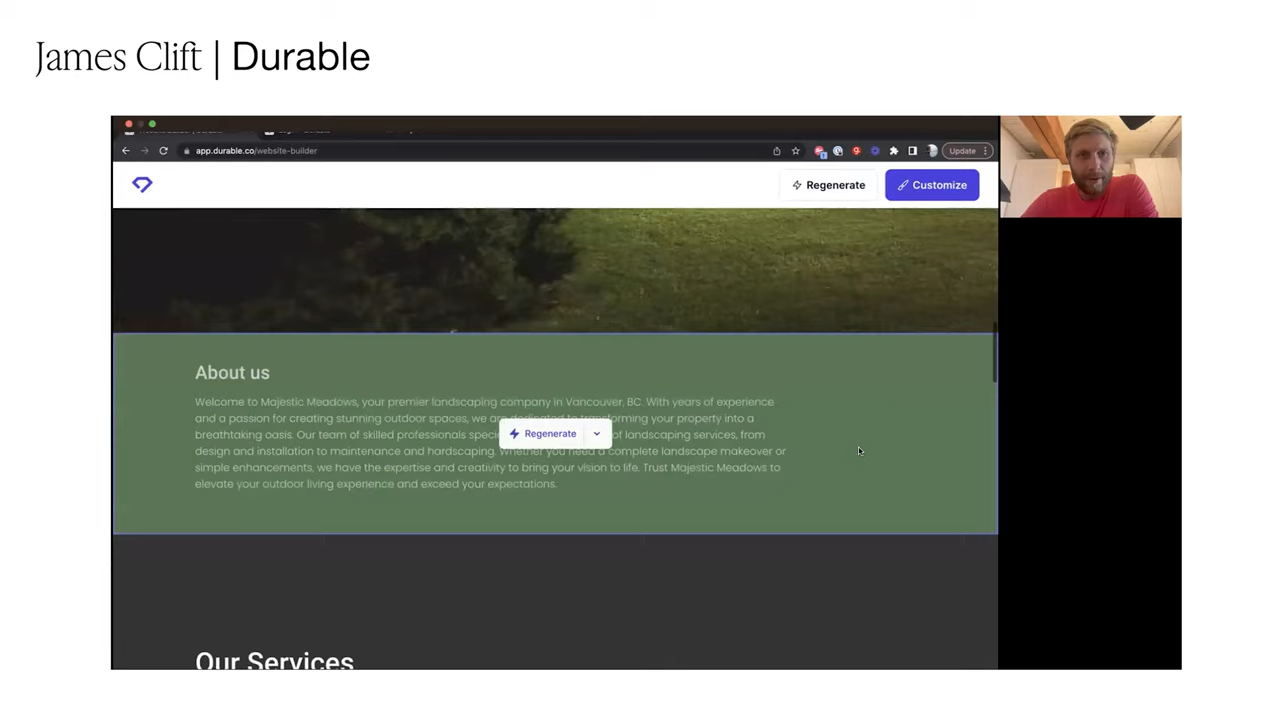 James Clift | Durable
app.durable.co/website-builder
Update
Regenerate
Customize
About us
Welcome to Majestic Meadows, your premier landscaping company in Vancouver, BC. With years of experience
and a passion for creating stunning outdoor spaces, we are dedicated to transforming your property into a
breathtaking oasis. Our team of skilled professionals of landscaping services, from
Regenerate
design and installation to maintenance and hardscaping. Whether you need a complete landscape makeover or
simple enhancements, we have the expertise and creativity to bring your vision to life. Trust Majestic Meadows to
elevate your outdoor living experience and exceed your expectations.
Our Services